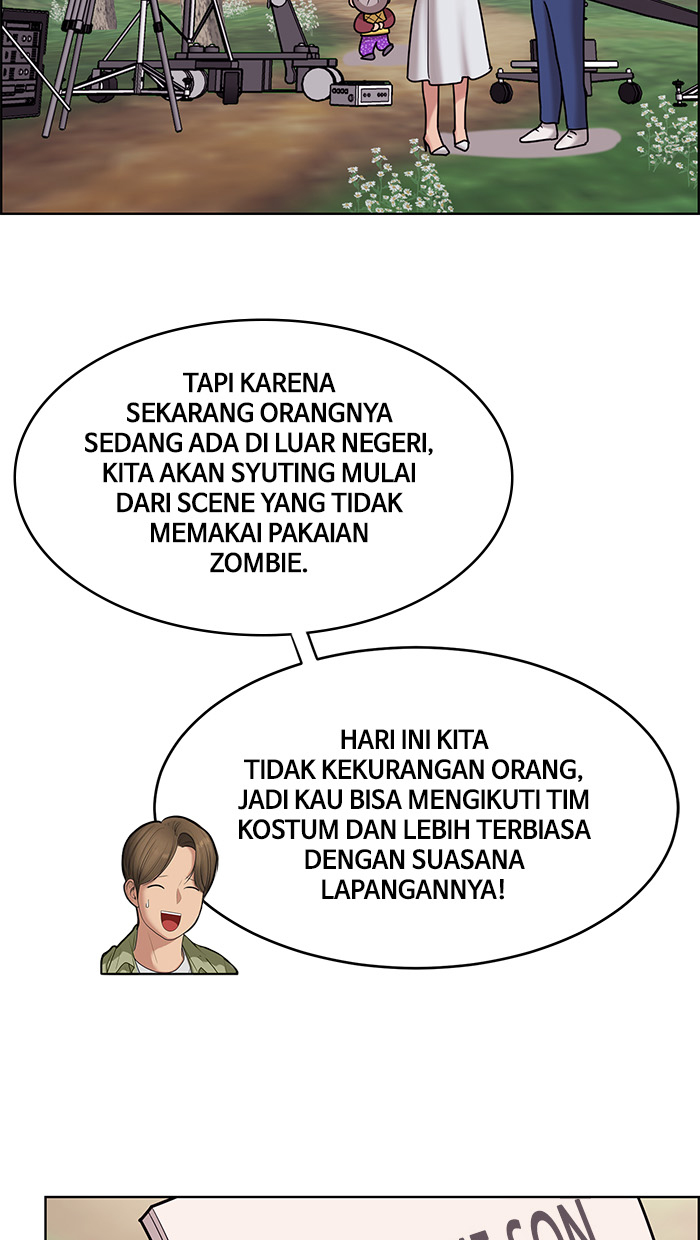 TAPI KARENA
SEKARANG ORANGNYA
SEDANG ADA DI LUAR NEGERI,
KITA AKAN SYUTING MULAI
DARI SCENE YANG TIDAK
MEMAKAI PAKAIAN
ZOMBIE.
HARI INI KITA
TIDAK KEKURANGAN ORANG,
JADI KAU BISA MENGIKUTI TIM
KOSTUM DAN LEBIH TERBIASA
DENGAN SUASANA
LAPANGANNYA!
SON